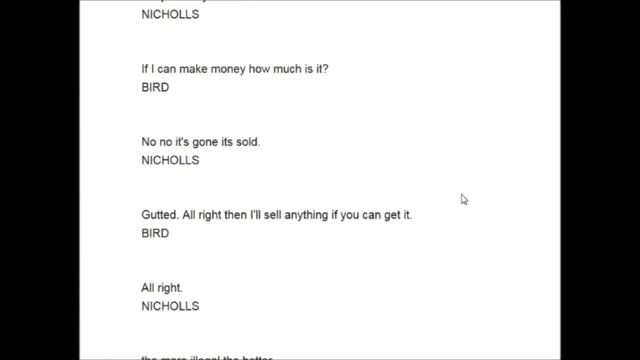 NICHOLLS
If I can make money how much is it?
BIRD
No no it's gone its sold.
NICHOLLS
Gutted. All right then I'll sell anything if you can get it.
BIRD
All right.
NICHOLLS
the more illegal the better